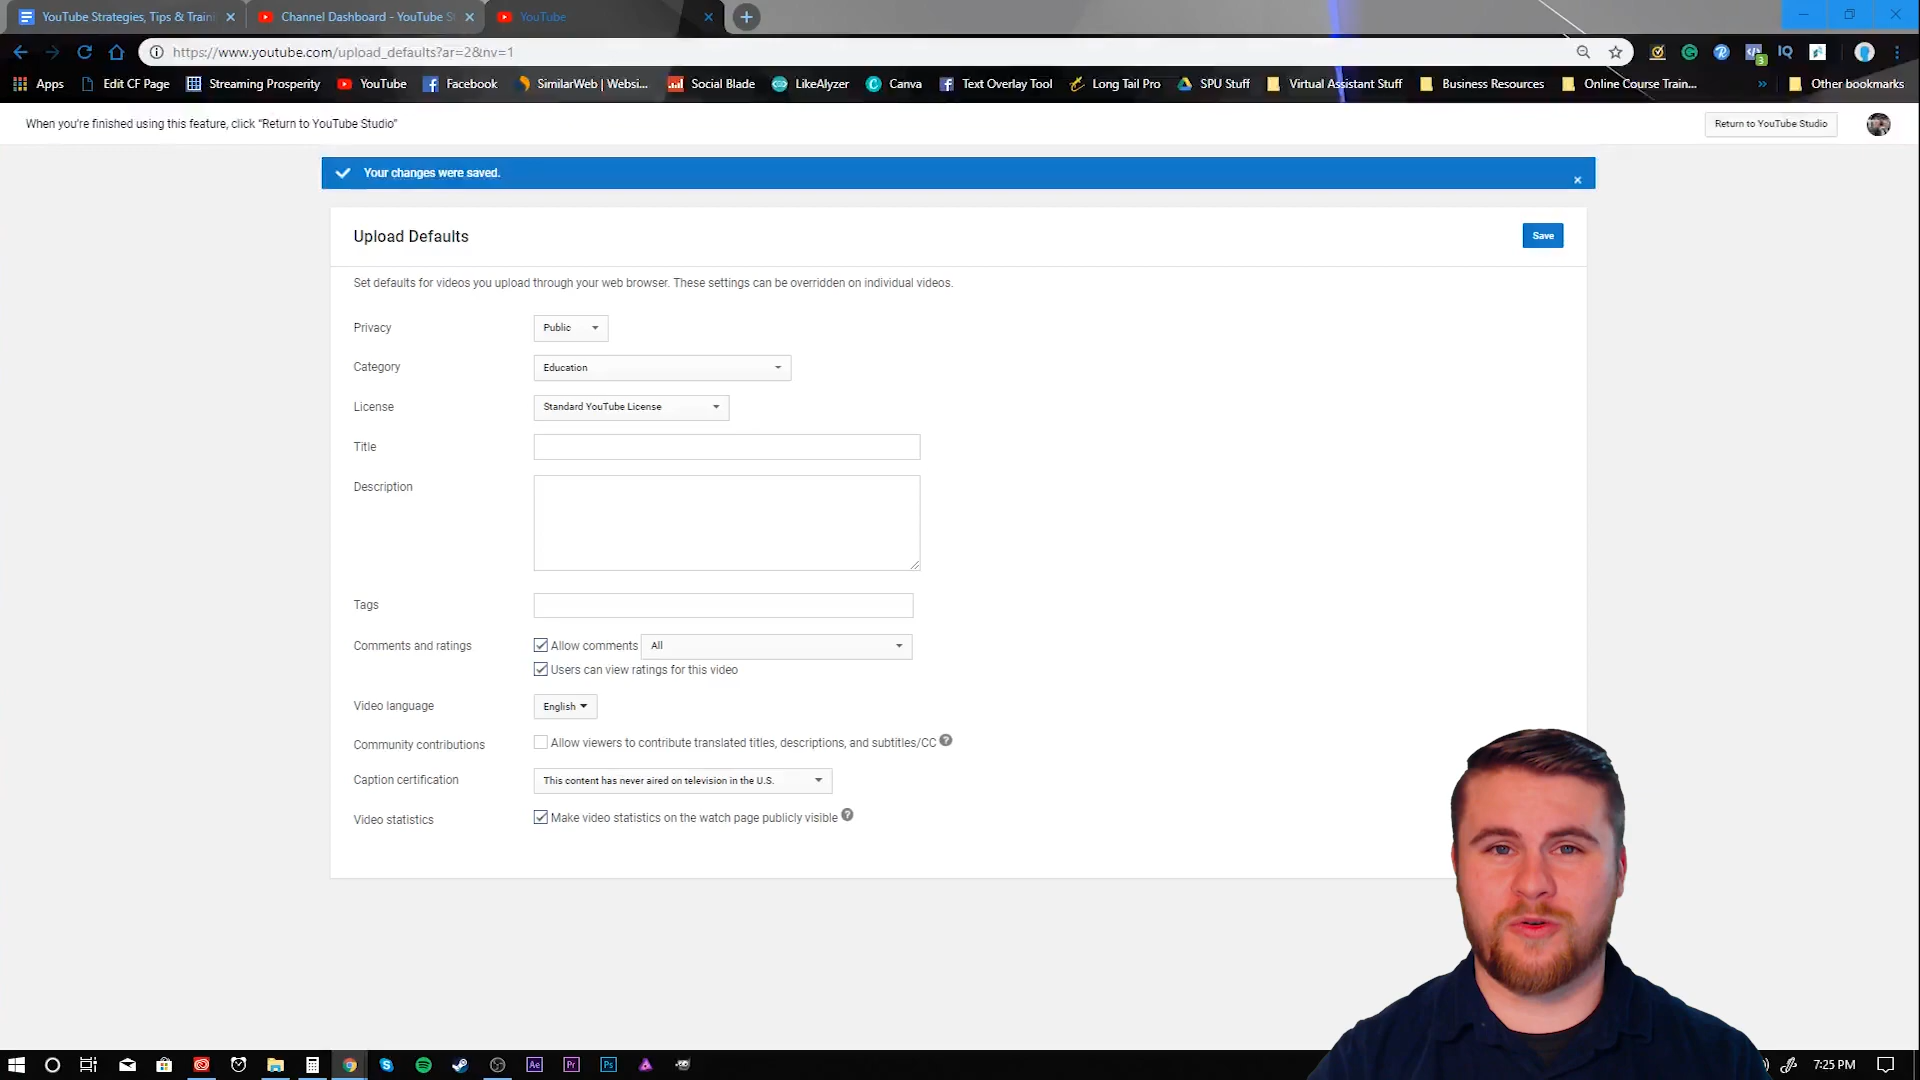 YouTube Strategies, Tips & Traini
Channel Dashboard - YouTube S
YouTube
https://www.youtube.com/upload_defaults?ar=2&nv=1
IQ
3
Apps
Edit CF Page
Streaming Prosperity
YouTube
Facebook
SimilarWeb | Websi...
Social Blade
LikeAlyzer
Canva
Text Overlay Tool
Long Tail Pro
SPU Stuff
Virtual Assistant Stuff
Business Resources
Online Course Train...
»
Other bookmarks
When you're finished using this feature, click "Return to YouTube Studio"
Return to YouTube Studio
Your changes were saved.
Upload Defaults
Save
Set defaults for videos you upload through your web browser. These settings can be overridden on individual videos.
Privacy
Public
Category
Education
License
Standard YouTube License
Title
Description
Tags
Comments and ratings
Allow comments
All
Users can view ratings for this video
Video language
English
Community contributions
Allow viewers to contribute translated titles, descriptions, and subtitles/CC
Caption certification
This content has never aired on television in the U.S.
Video statistics
Make video statistics on the watch page publicly visible
Ae
Pr
Ps
7:25 PM